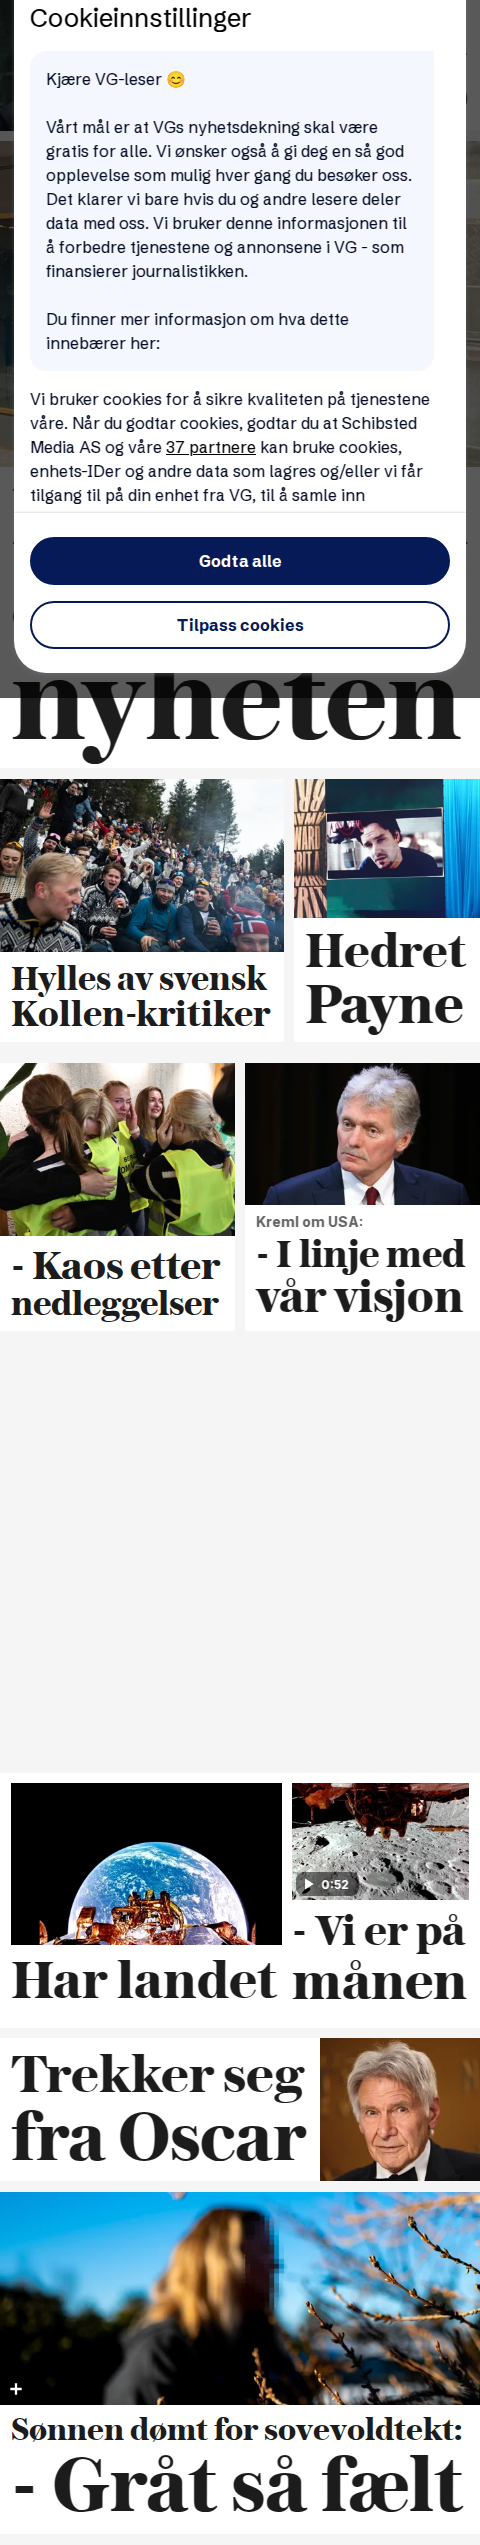 Cookieinnstillinger
Kjære VG-leser 😊
Vårt mål er at VGs nyhetsdekning skal være
gratis for alle. Vi ønsker også å gi deg en så god
opplevelse som mulig hver gang du besøker oss.
Det klarer vi bare hvis du og andre lesere deler
data med oss. Vi bruker denne informasjonen til
å forbedre tjenestene og annonsene i VG - som
finansierer journalistikken.
Du finner mer informasjon om hva dette
innebærer her:
Vi bruker cookies for å sikre kvaliteten på tjenestene
våre. Når du godtar cookies, godtar du at Schibsted
Media AS og våre 37 partnere kan bruke cookies,
enhets-IDer og andre data som lagres og/eller vi får
tilgang til på din enhet fra VG, til å samle inn
Godta alle
Tilpass cookies
nyheten
Hylles av svensk
Kollen-kritiker
Hedret
Payne
- Kaos etter
nedleggelser
Kreml om USA:
- I linje med
vår visjon
Har landet
0:52
- Vi er på
månen
Trekker seg
fra Oscar
Sønnen dømt for sovevoldtekt:
- Gråt så fælt